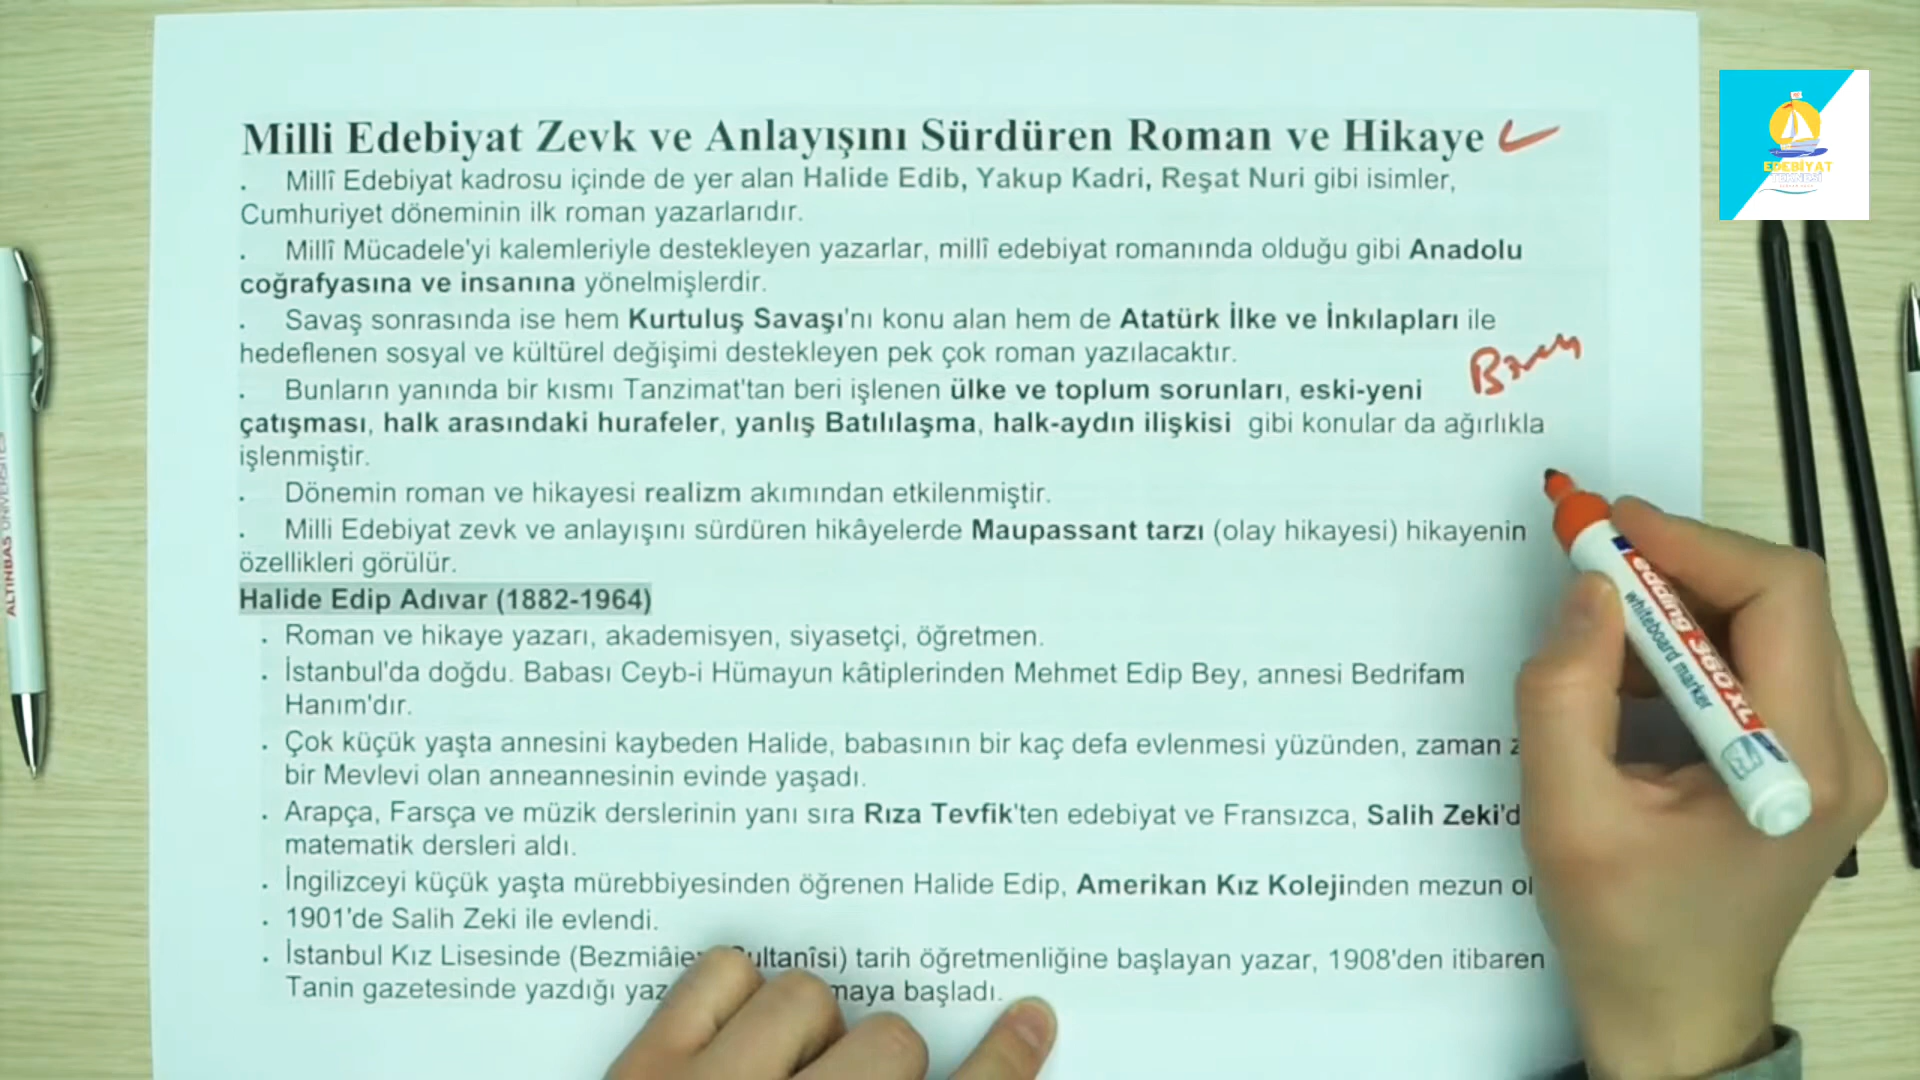 Milli Edebiyat Zevk ve Anlayışını Sürdüren Roman ve Hikaye
. Millî Edebiyat kadrosu içinde de yer alan Halide Edib, Yakup Kadri, Reşat Nuri gibi isimler,
Cumhuriyet döneminin ilk roman yazarlarıdır.
. Millî Mücadele'yi kalemleriyle destekleyen yazarlar, millî edebiyat romanında olduğu gibi Anadolu
coğrafyasına ve insanına yönelmişlerdir.
. Savaş sonrasında ise hem Kurtuluş Savaşı'nı konu alan hem de Atatürk İlke ve İnkılapları ile
hedeflenen sosyal ve kültürel değişimi destekleyen pek çok roman yazılacaktır.
. Bunların yanında bir kısmı Tanzimat'tan beri işlenen ülke ve toplum sorunları, eski-yeni
çatışması, halk arasındaki hurafeler, yanlış Batılılaşma, halk-aydın ilişkisi gibi konular da ağırlıkla
işlenmiştir.
. Dönemin roman ve hikayesi realizm akımından etkilenmiştir.
. Milli Edebiyat zevk ve anlayışını sürdüren hikâyelerde Maupassant tarzı (olay hikayesi) hikayenin
özellikleri görülür.
Halide Edip Adıvar (1882-1964)
. Roman ve hikaye yazarı, akademisyen, siyasetçi, öğretmen.
. İstanbul'da doğdu. Babası Ceyb-i Hümayun kâtiplerinden Mehmet Edip Bey, annesi Bedrifam
Hanım'dır.
. Çok küçük yaşta annesini kaybeden Halide, babasının bir kaç defa evlenmesi yüzünden, zaman
bir Mevlevi olan anneannesinin evinde yaşadı.
. Arapça, Farsça ve müzik derslerinin yanı sıra Rıza Tevfik'ten edebiyat ve Fransızca, Salih Zeki'd
matematik dersleri aldı.
. İngilizceyi küçük yaşta mürebbiyesinden öğrenen Halide Edip, Amerikan Kız Kolejinden mezun ol
. 1901'de Salih Zeki ile evlendi.
. İstanbul Kız Lisesinde ultanîsi) tarih öğretmenliğine başlayan yazar, 1908'den itibaren
Tanin gazetesinde yazdığı maya başladı.
EDEBİYAT
TEKNESİ
edding 360 XL
whiteboard marker
ALTINBAŞ ÜNİVERSİTESİ